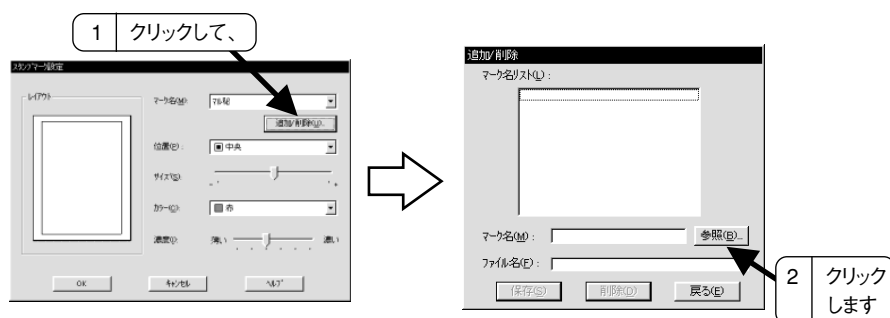 1 クリックして、
スタンプマーク設定
レイアウト
マーク名(M):
マル秘
追加/削除(U)...
位置(P):
中央
サイズ(S):
カラー(C):
赤
濃度(I):
薄い
濃い
OK
キャンセル
ヘルプ
追加/削除
マーク名リスト(L):
マーク名(M):
参照(B)...
ファイル名(F):
保存(S)
削除(D)
戻る(E)
2 クリック
します